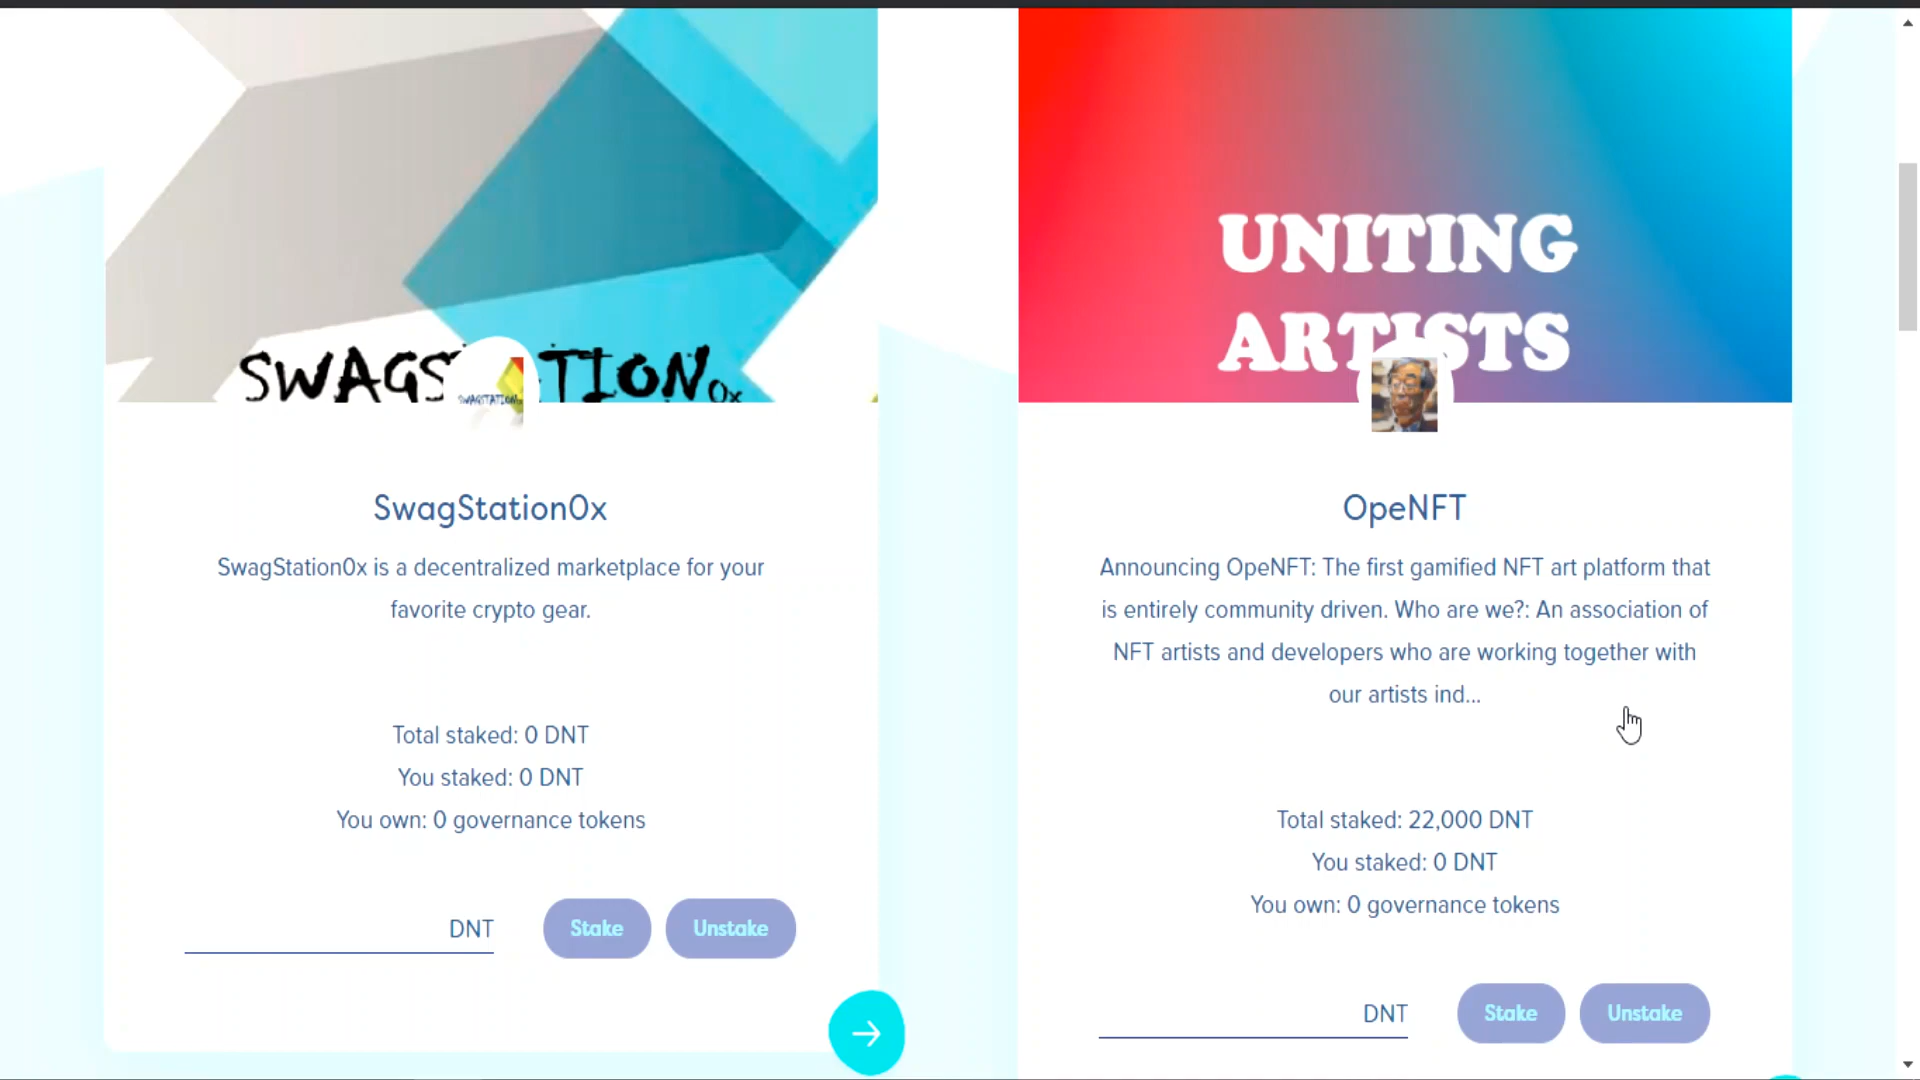 SWAGSTATION0x
SWAGSTATION
SwagStation0x
SwagStation0x is a decentralized marketplace for your
favorite crypto gear.
Total staked: 0 DNT
You staked: 0 DNT
You own: 0 governance tokens
DNT
Stake
Unstake
UNITING
ARTISTS
OpeNFT
Announcing OpeNFT: The first gamified NFT art platform that
is entirely community driven. Who are we?: An association of
NFT artists and developers who are working together with
our artists ind...
Total staked: 22,000 DNT
You staked: 0 DNT
You own: 0 governance tokens
DNT
Stake
Unstake